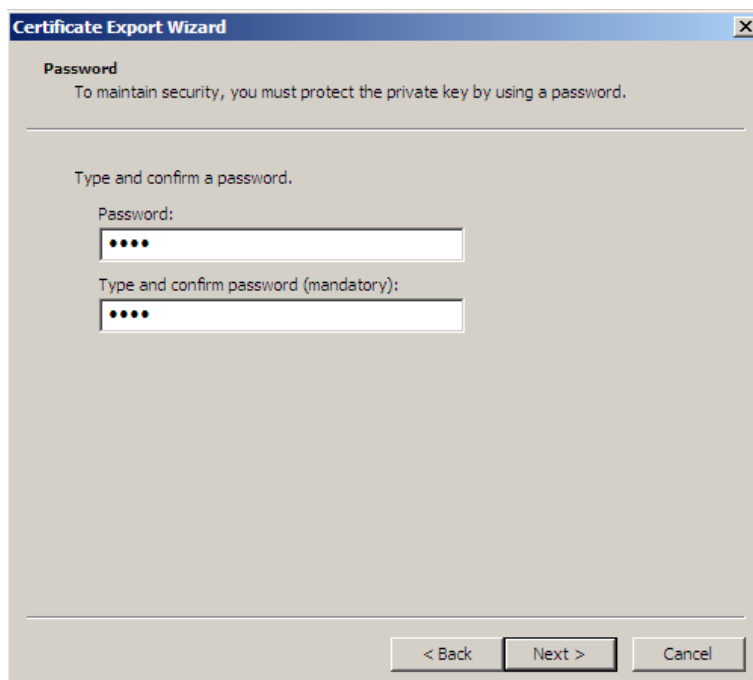 Certificate Export Wizard
Password
To maintain security, you must protect the private key by using a password.
Type and confirm a password.
Password:
••••
Type and confirm password (mandatory):
••••
< Back Next > Cancel